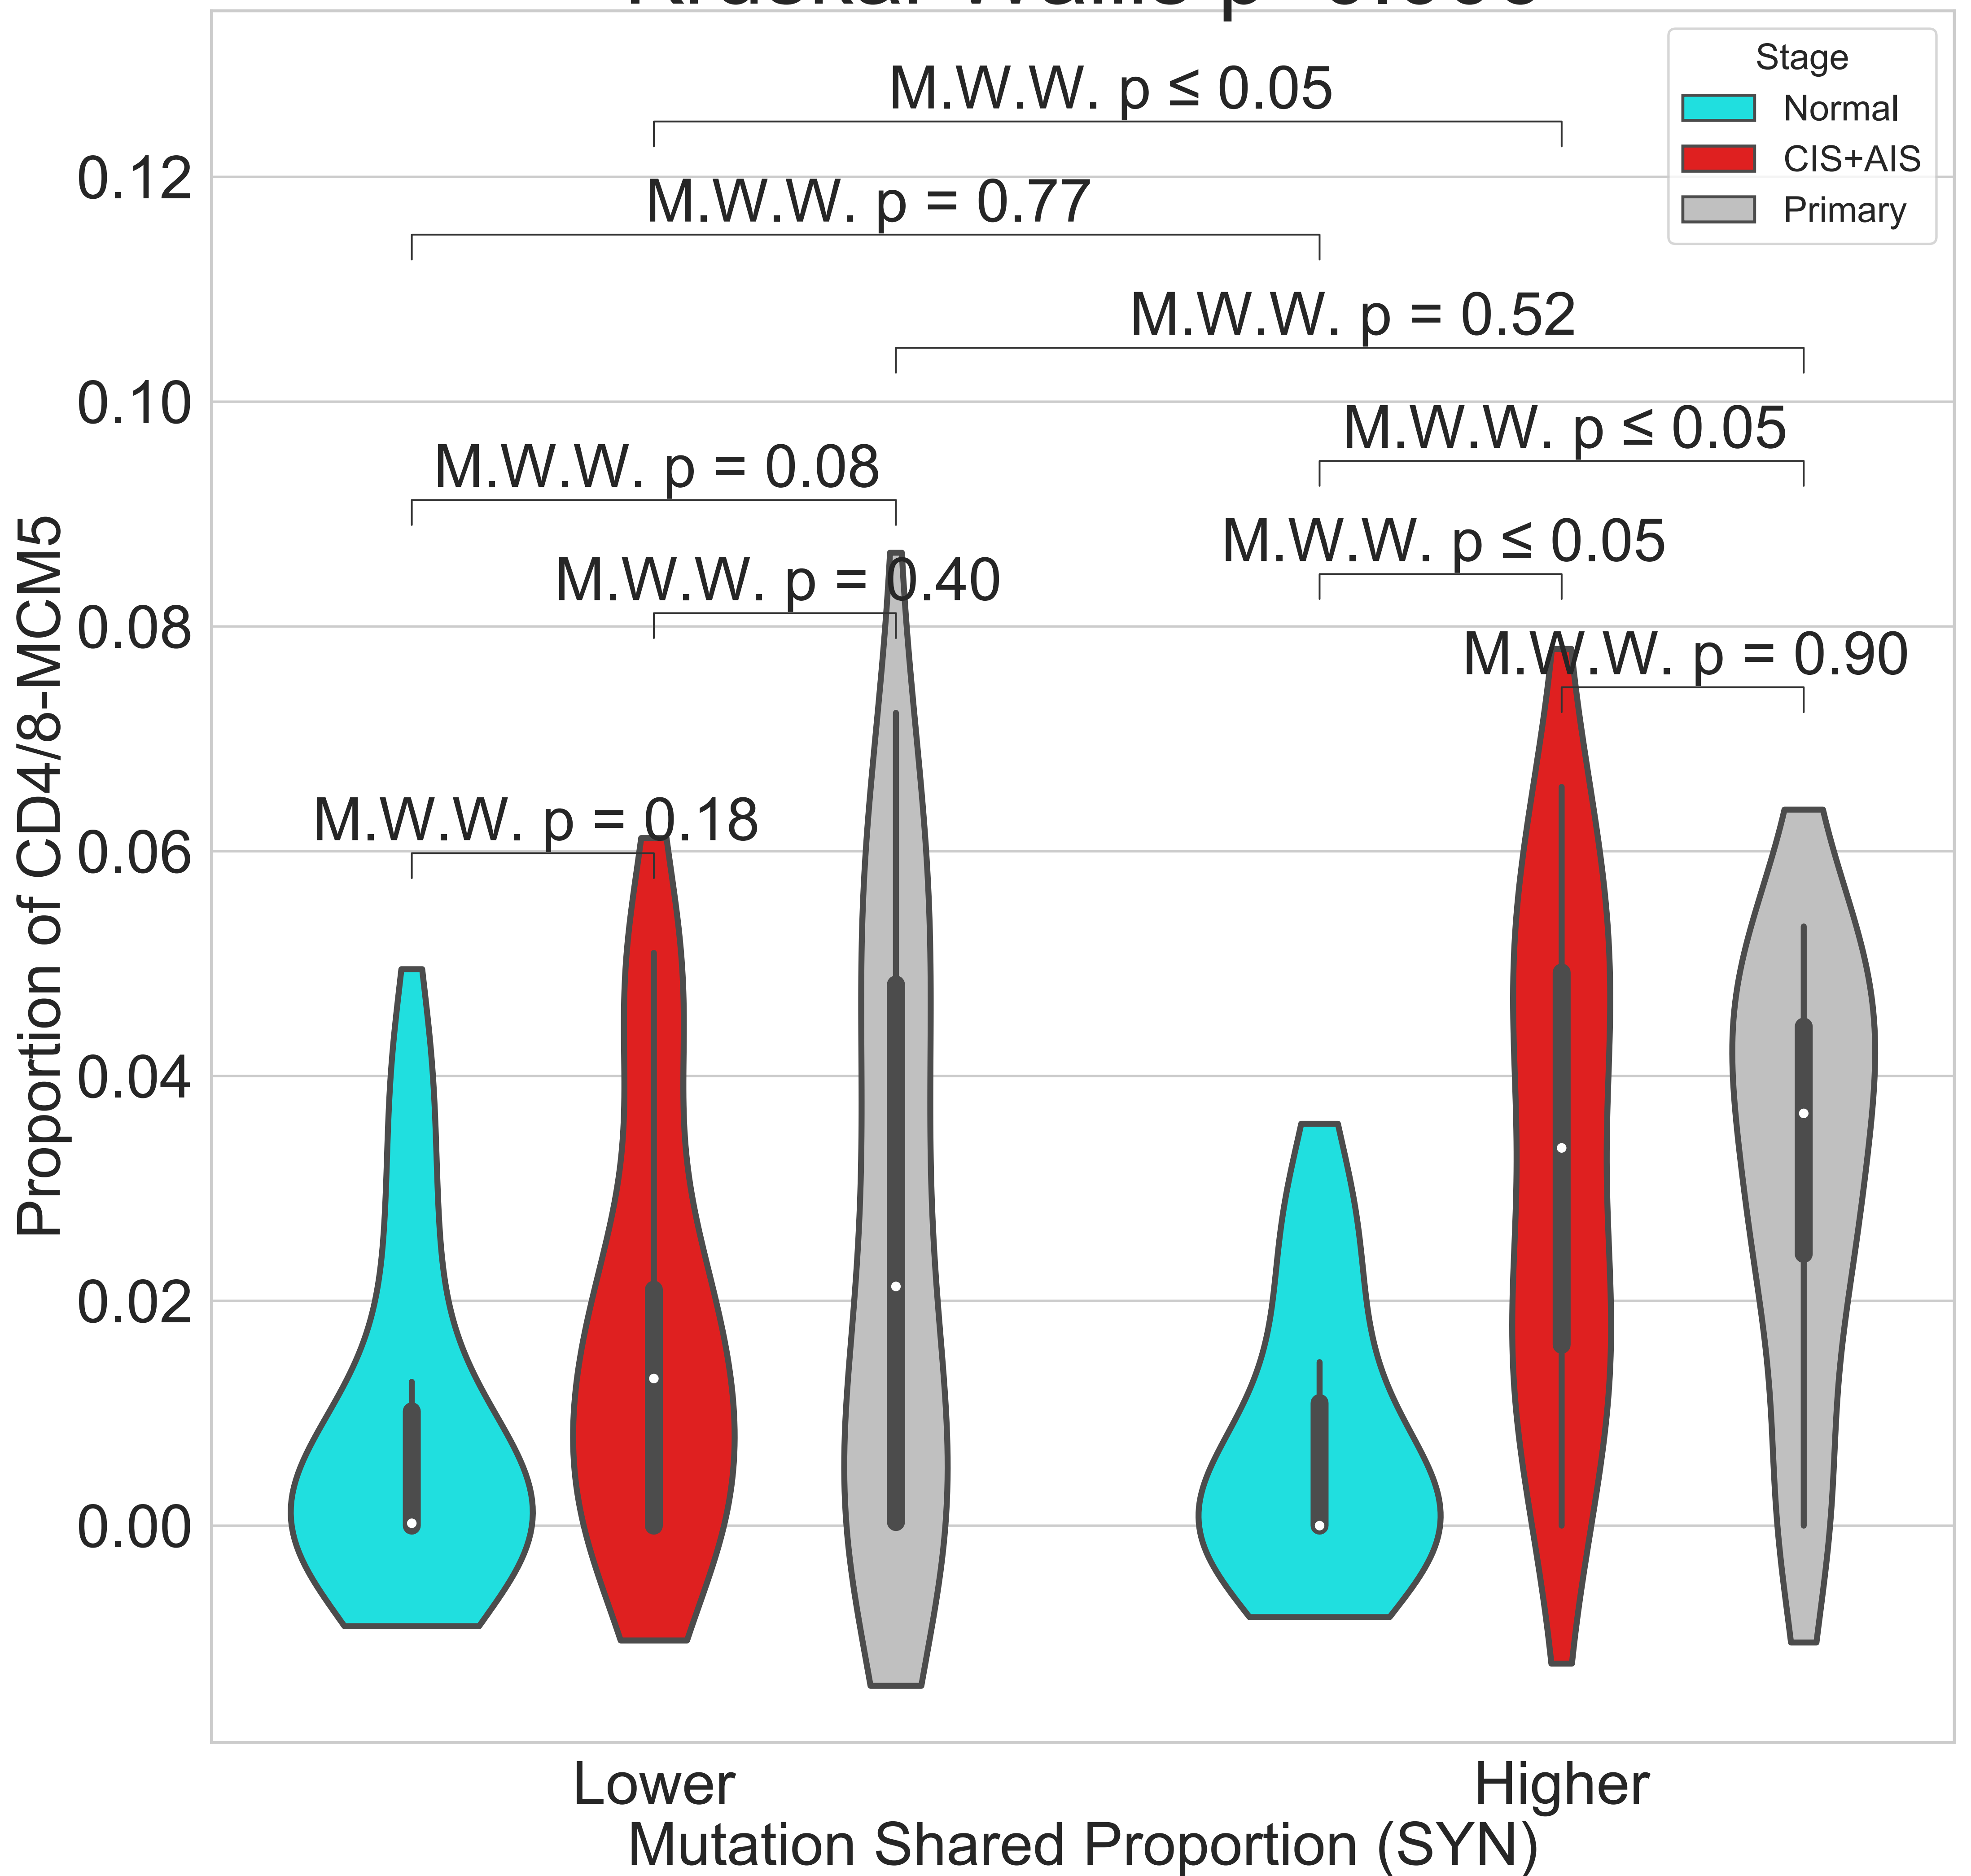 Stage
Normal
CIS+AIS
Primary
M.W.W. p ≤ 0.05
M.W.W. p = 0.77
M.W.W. p = 0.52
M.W.W. p ≤ 0.05
M.W.W. p = 0.08
M.W.W. p ≤ 0.05
M.W.W. p = 0.40
M.W.W. p = 0.90
M.W.W. p = 0.18
0.12
0.10
0.08
0.06
0.04
0.02
0.00
Proportion of CD4/8-MCM5
Lower
Higher
Mutation Shared Proportion (SYN)